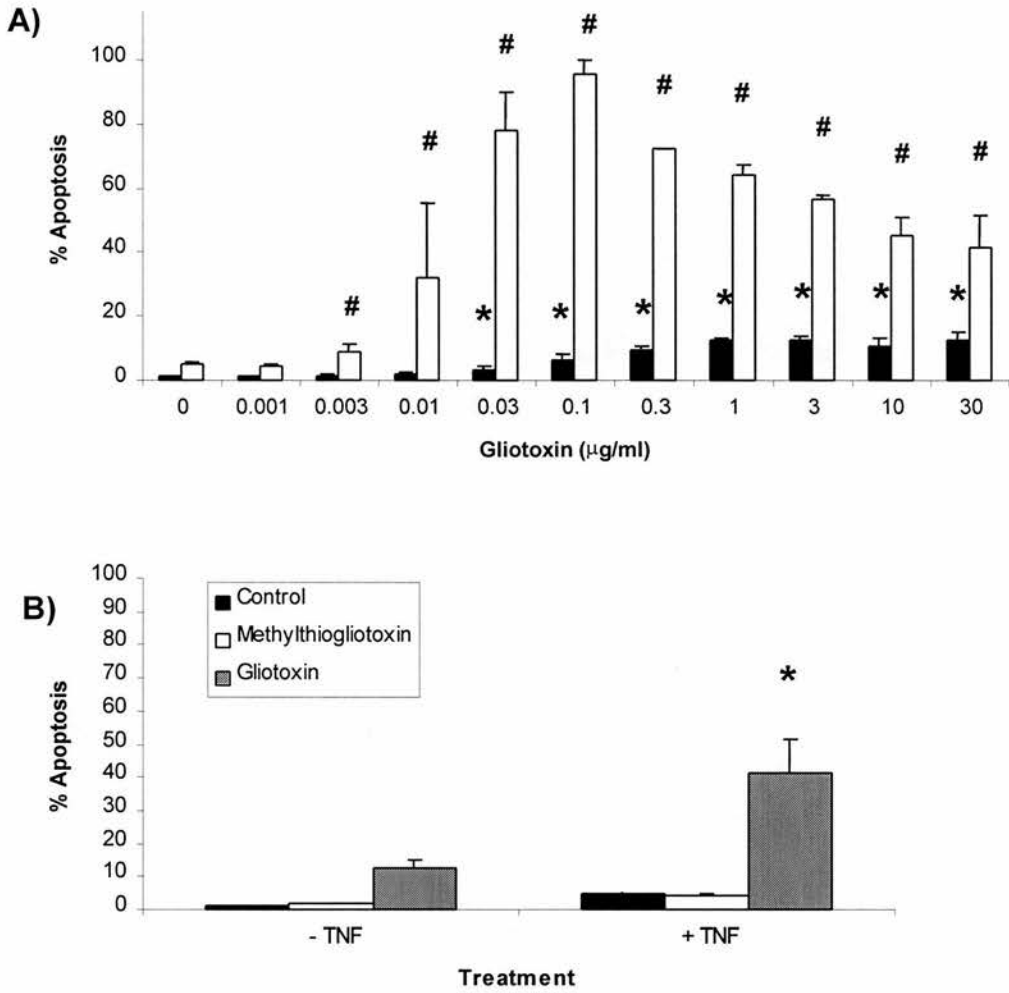 A)
% Apoptosis
100
80
60
40
20
0
# # # # # # # # #
* * * * * * *
0 0.001 0.003 0.01 0.03 0.1 0.3 1 3 10 30
Gliotoxin (μg/ml)
B)
% Apoptosis
100
90
80
70
60
50
40
30
20
10
0
Control
Methylthiogliotoxin
Gliotoxin
*
- TNF + TNF
Treatment